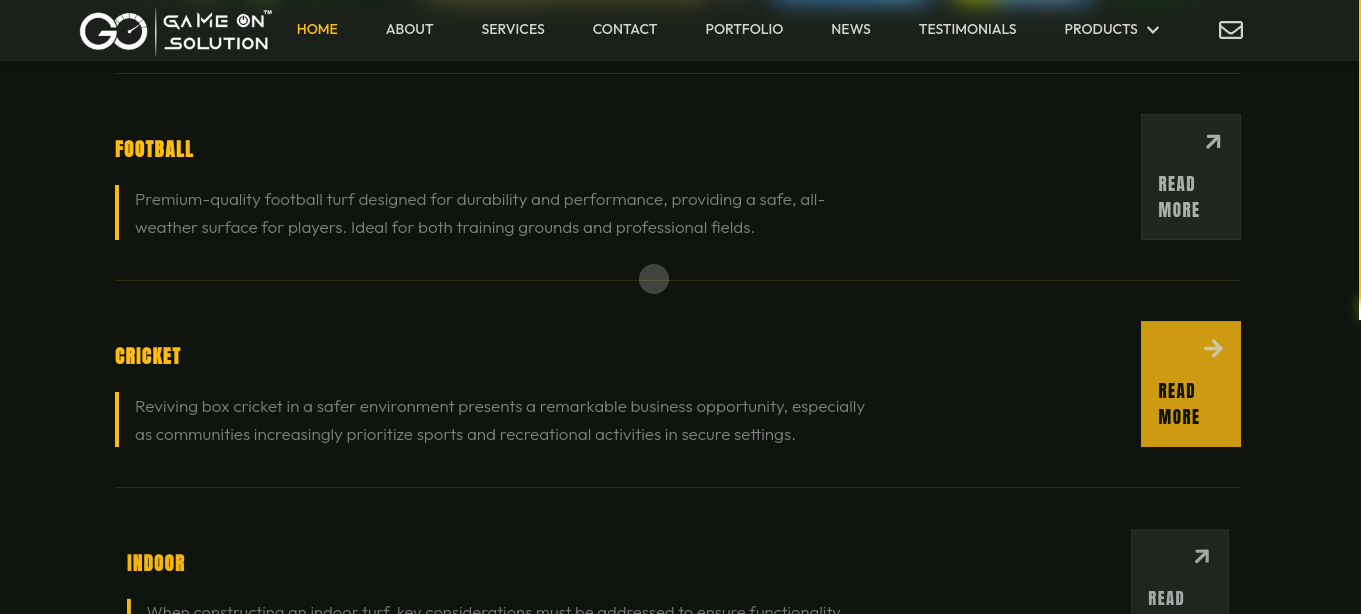 GAME ON™
SOLUTION
HOME ABOUT SERVICES CONTACT PORTFOLIO NEWS TESTIMONIALS PRODUCTS
FOOTBALL
Premium-quality football turf designed for durability and performance, providing a safe, all-
weather surface for players. Ideal for both training grounds and professional fields.
READ
MORE
CRICKET
Reviving box cricket in a safer environment presents a remarkable business opportunity, especially
as communities increasingly prioritize sports and recreational activities in secure settings.
READ
MORE
INDOOR
When constructing an indoor turf, key considerations must be addressed to ensure functionality,
READ